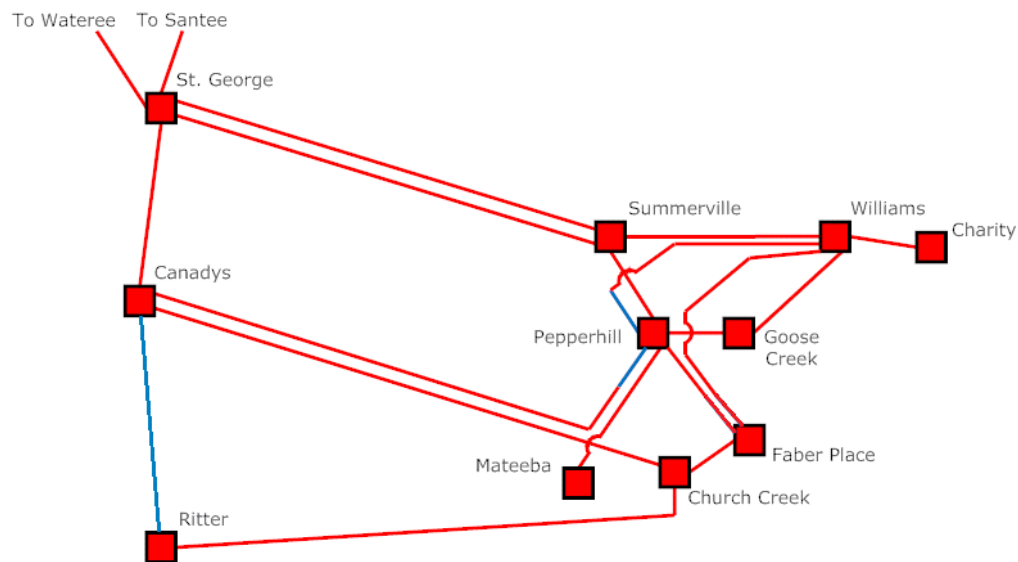 To Wateree
To Santee
St. George
Summerville
Williams
Charity
Canadys
Pepperhill
Goose
Creek
Faber Place
Mateeba
Church Creek
Ritter